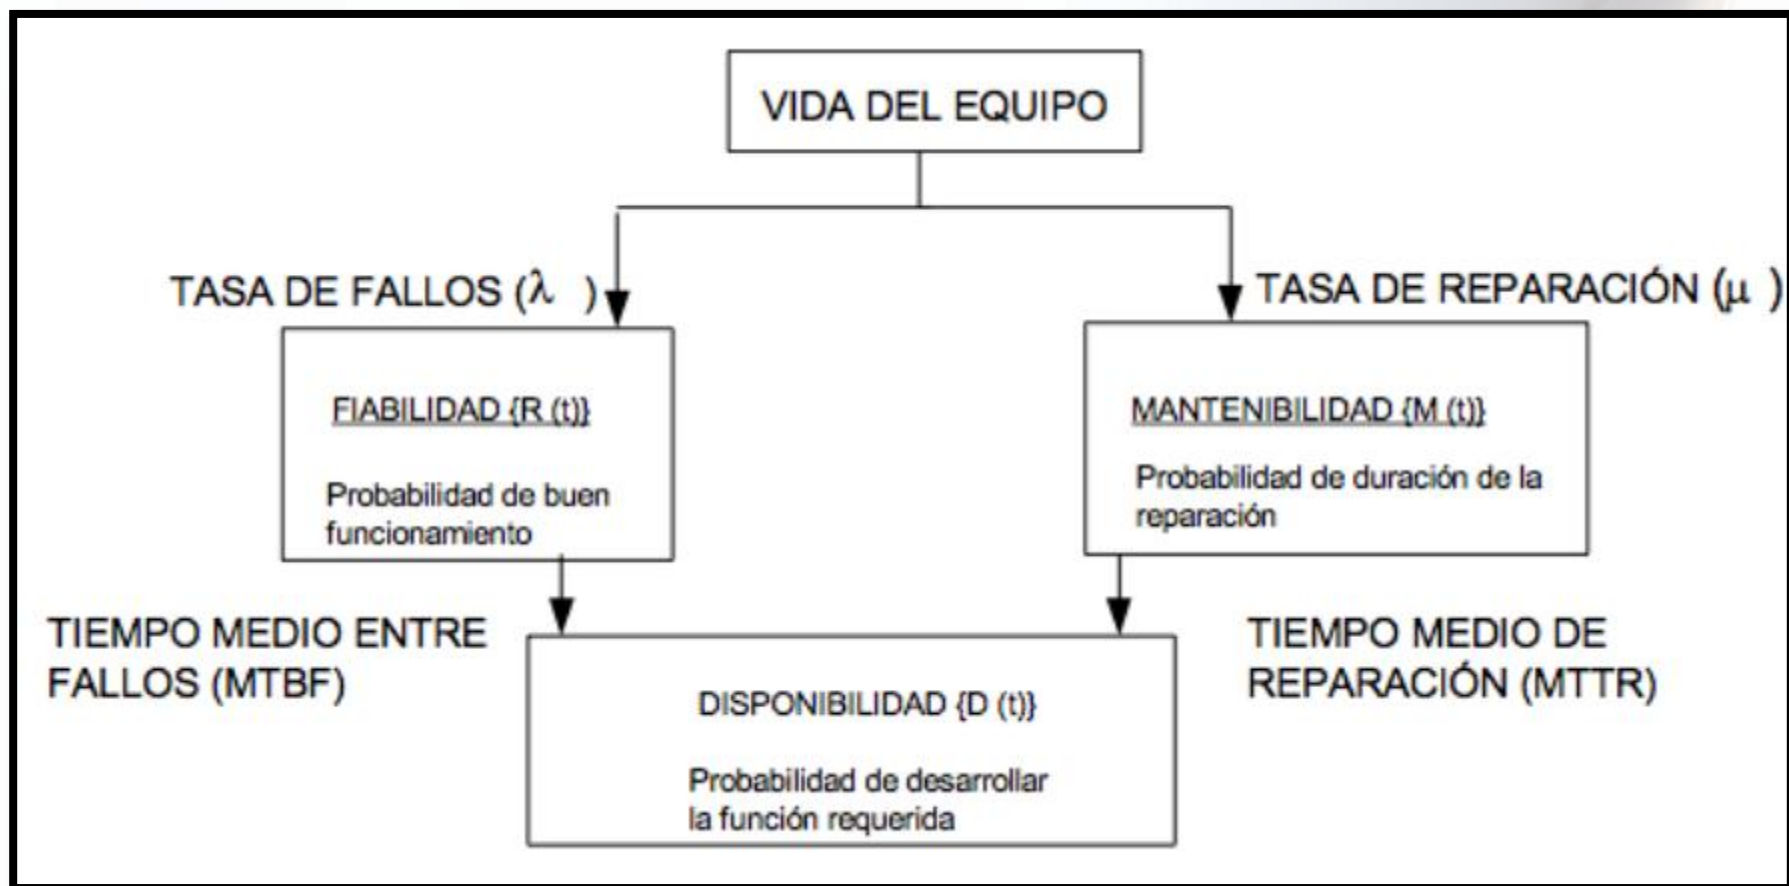 VIDA DEL EQUIPO
TASA DE FALLOS (λ )
TASA DE REPARACIÓN (μ )
FIABILIDAD {R (t)}
Probabilidad de buen
funcionamiento
MANTENIBILIDAD {M (t)}
Probabilidad de duración de la
reparación
TIEMPO MEDIO ENTRE
FALLOS (MTBF)
TIEMPO MEDIO DE
REPARACIÓN (MTTR)
DISPONIBILIDAD {D (t)}
Probabilidad de desarrollar
la función requerida